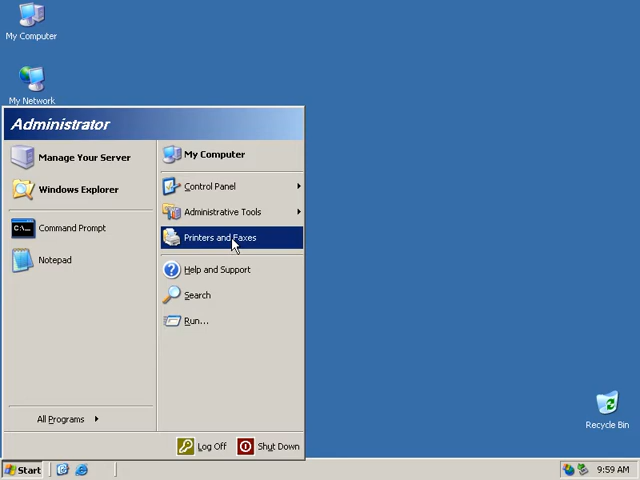 My Computer
My Network
Administrator
Manage Your Server
Windows Explorer
Command Prompt
C:\...
Notepad
All Programs
My Computer
Control Panel
Administrative Tools
Printers and Faxes
Help and Support
Search
Run...
Log Off
Shut Down
Recycle Bin
Start
9:59 AM